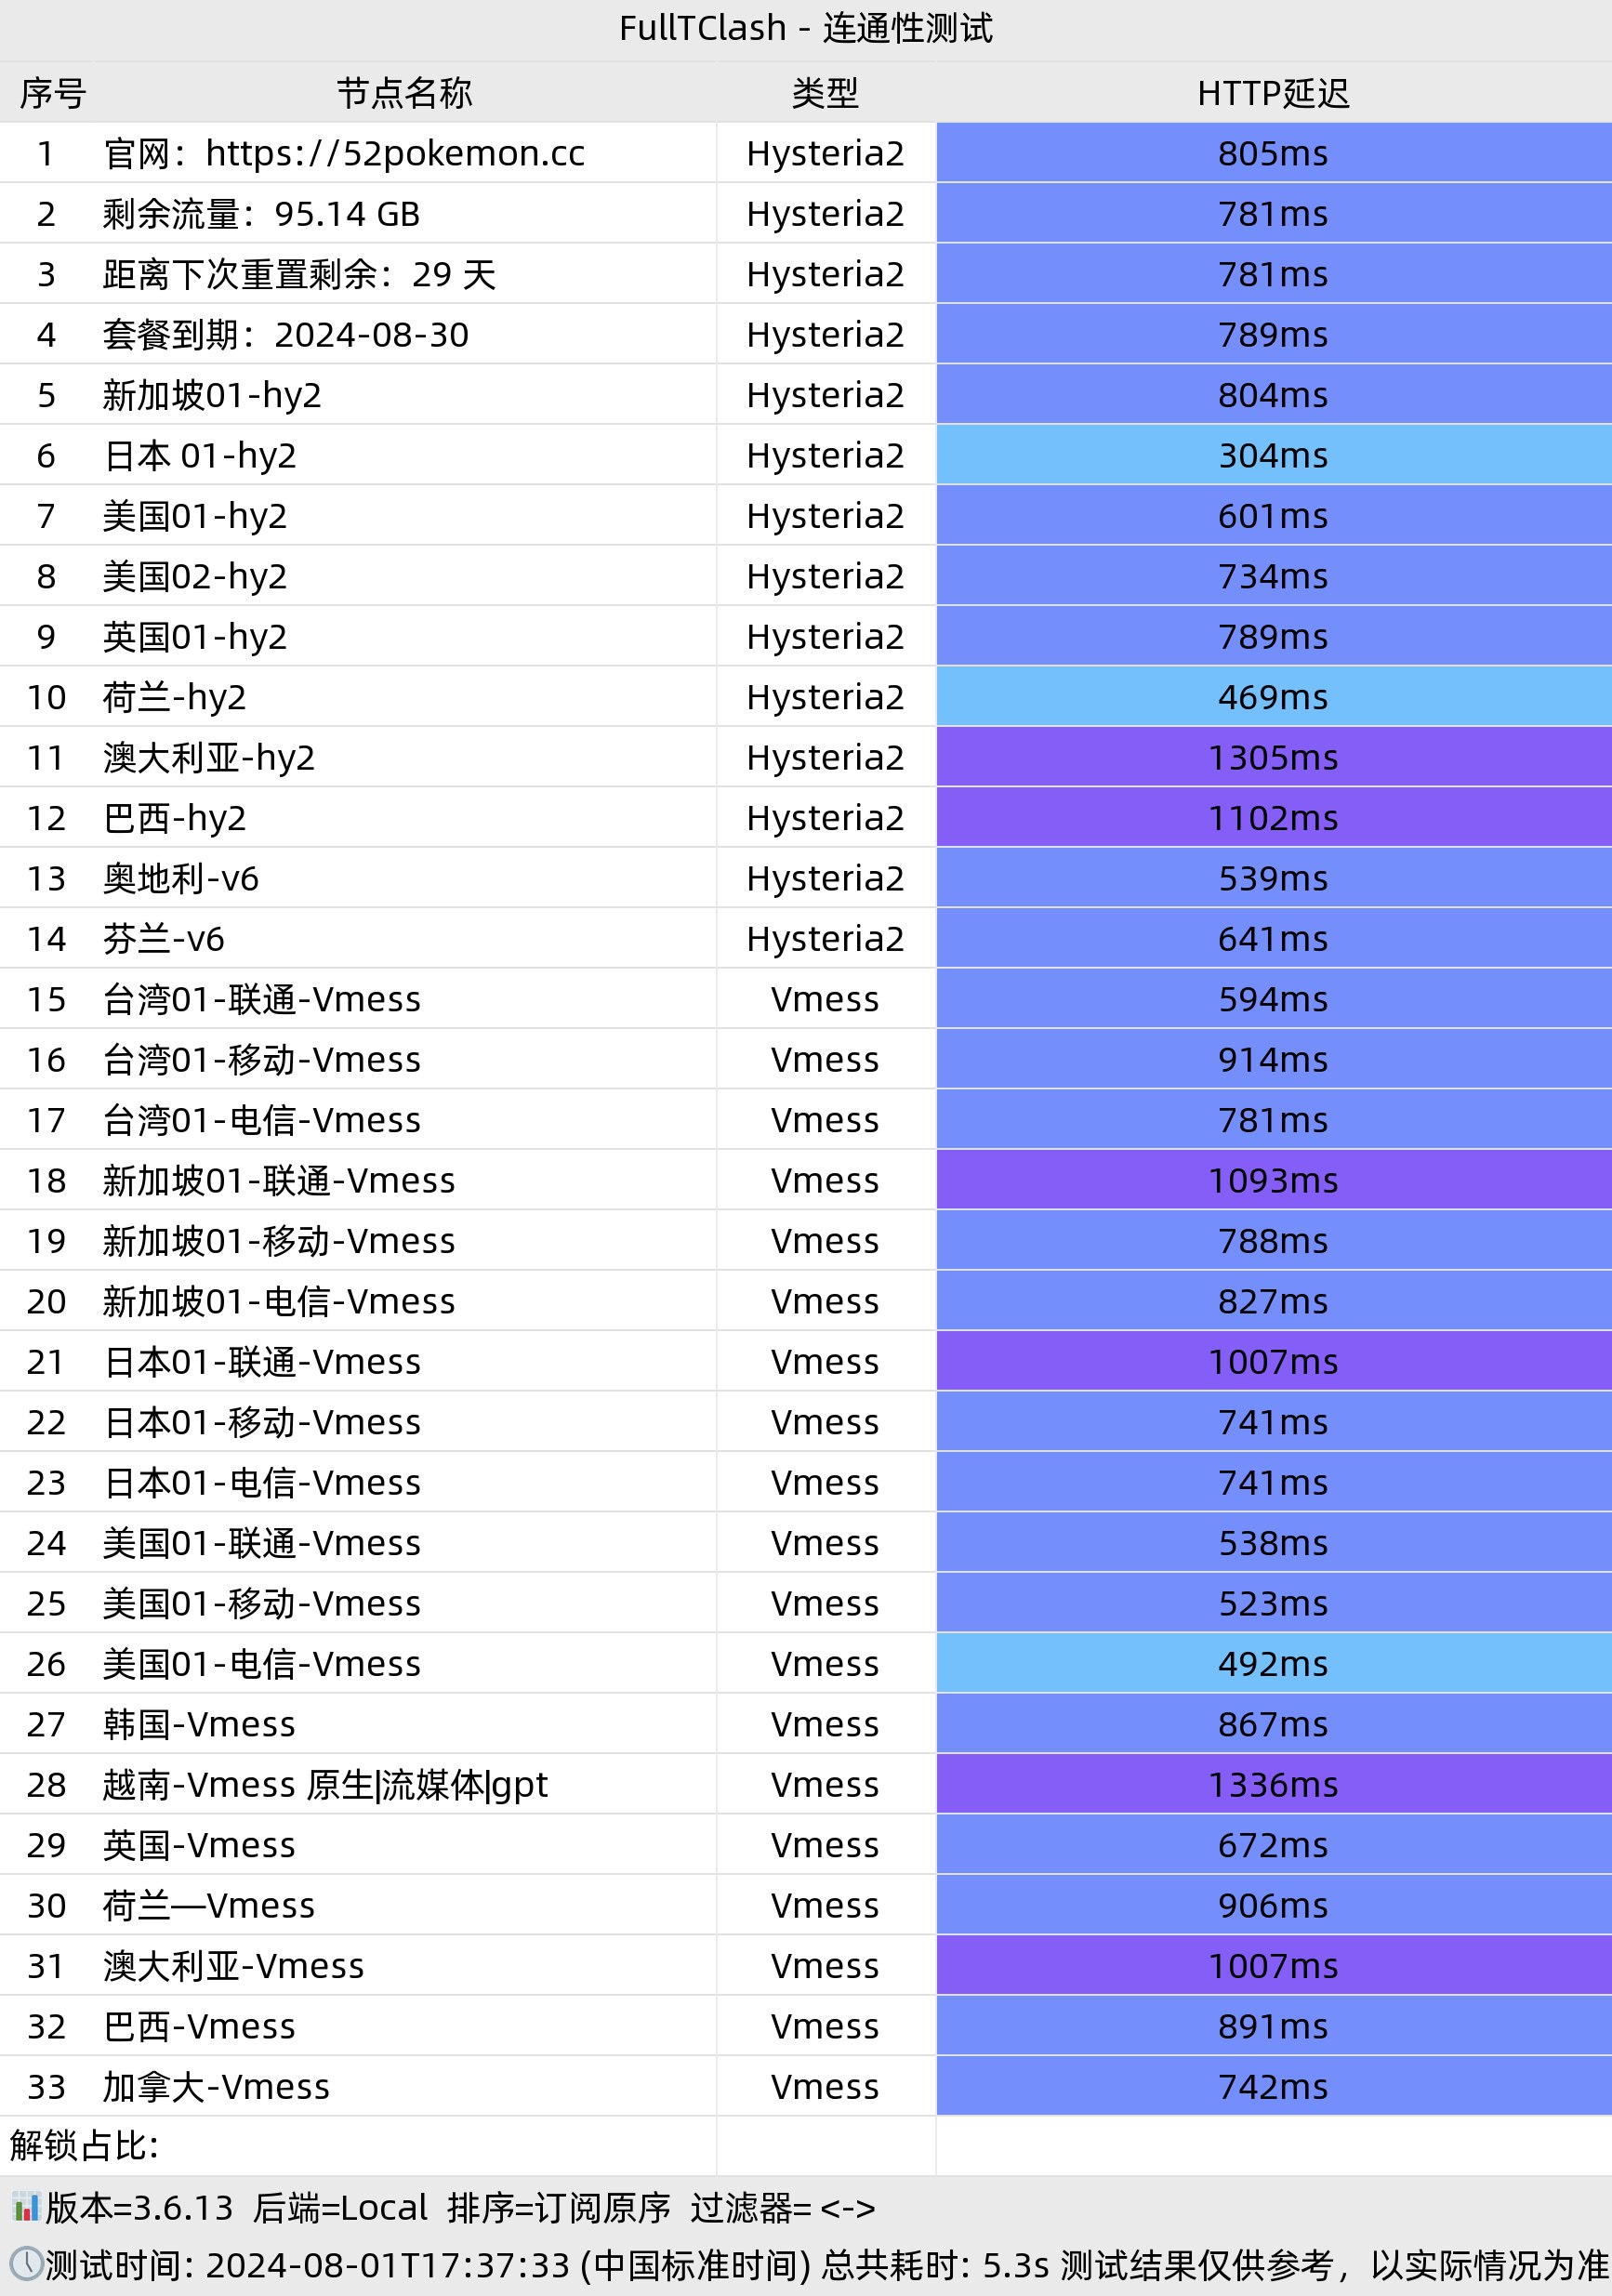 FullTClash - 连通性测试
序号 节点名称 类型 HTTP延迟
1 官网：https://52pokemon.cc Hysteria2 805ms
2 剩余流量：95.14 GB Hysteria2 781ms
3 距离下次重置剩余：29 天 Hysteria2 781ms
4 套餐到期：2024-08-30 Hysteria2 789ms
5 新加坡01-hy2 Hysteria2 804ms
6 日本 01-hy2 Hysteria2 304ms
7 美国01-hy2 Hysteria2 601ms
8 美国02-hy2 Hysteria2 734ms
9 英国01-hy2 Hysteria2 789ms
10 荷兰-hy2 Hysteria2 469ms
11 澳大利亚-hy2 Hysteria2 1305ms
12 巴西-hy2 Hysteria2 1102ms
13 奥地利-v6 Hysteria2 539ms
14 芬兰-v6 Hysteria2 641ms
15 台湾01-联通-Vmess Vmess 594ms
16 台湾01-移动-Vmess Vmess 914ms
17 台湾01-电信-Vmess Vmess 781ms
18 新加坡01-联通-Vmess Vmess 1093ms
19 新加坡01-移动-Vmess Vmess 788ms
20 新加坡01-电信-Vmess Vmess 827ms
21 日本01-联通-Vmess Vmess 1007ms
22 日本01-移动-Vmess Vmess 741ms
23 日本01-电信-Vmess Vmess 741ms
24 美国01-联通-Vmess Vmess 538ms
25 美国01-移动-Vmess Vmess 523ms
26 美国01-电信-Vmess Vmess 492ms
27 韩国-Vmess Vmess 867ms
28 越南-Vmess 原生|流媒体|gpt Vmess 1336ms
29 英国-Vmess Vmess 672ms
30 荷兰—Vmess Vmess 906ms
31 澳大利亚-Vmess Vmess 1007ms
32 巴西-Vmess Vmess 891ms
33 加拿大-Vmess Vmess 742ms
解锁占比:
版本=3.6.13 后端=Local 排序=订阅原序 过滤器= <->
测试时间: 2024-08-01T17:37:33 (中国标准时间) 总共耗时: 5.3s 测试结果仅供参考，以实际情况为准